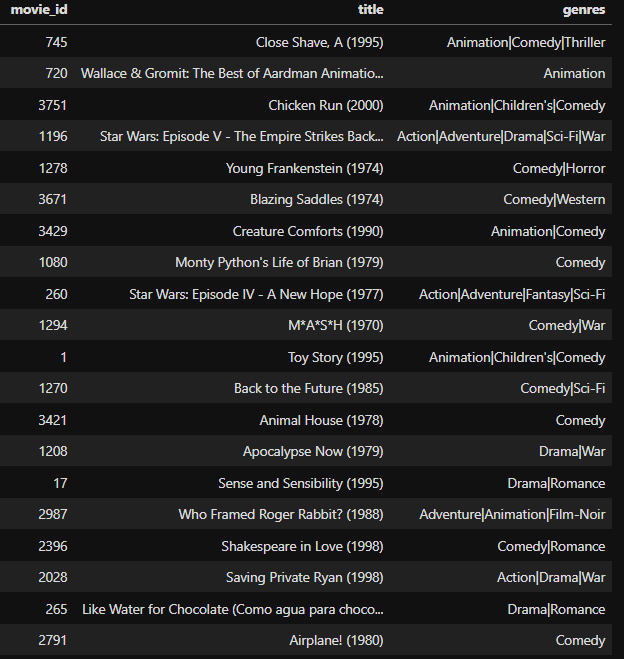 movie_id title genres
745 Close Shave, A (1995) Animation|Comedy|Thriller
720 Wallace & Gromit: The Best of Aardman Animatio... Animation
3751 Chicken Run (2000) Animation|Children's|Comedy
1196 Star Wars: Episode V - The Empire Strikes Back... Action|Adventure|Drama|Sci-Fi|War
1278 Young Frankenstein (1974) Comedy|Horror
3671 Blazing Saddles (1974) Comedy|Western
3429 Creature Comforts (1990) Animation|Comedy
1080 Monty Python's Life of Brian (1979) Comedy
260 Star Wars: Episode IV - A New Hope (1977) Action|Adventure|Fantasy|Sci-Fi
1294 M*A*S*H (1970) Comedy|War
1 Toy Story (1995) Animation|Children's|Comedy
1270 Back to the Future (1985) Comedy|Sci-Fi
3421 Animal House (1978) Comedy
1208 Apocalypse Now (1979) Drama|War
17 Sense and Sensibility (1995) Drama|Romance
2987 Who Framed Roger Rabbit? (1988) Adventure|Animation|Film-Noir
2396 Shakespeare in Love (1998) Comedy|Romance
2028 Saving Private Ryan (1998) Action|Drama|War
265 Like Water for Chocolate (Como agua para choco... Drama|Romance
2791 Airplane! (1980) Comedy